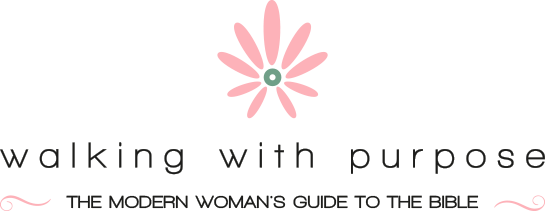 walking with purpose
THE MODERN WOMAN'S GUIDE TO THE BIBLE